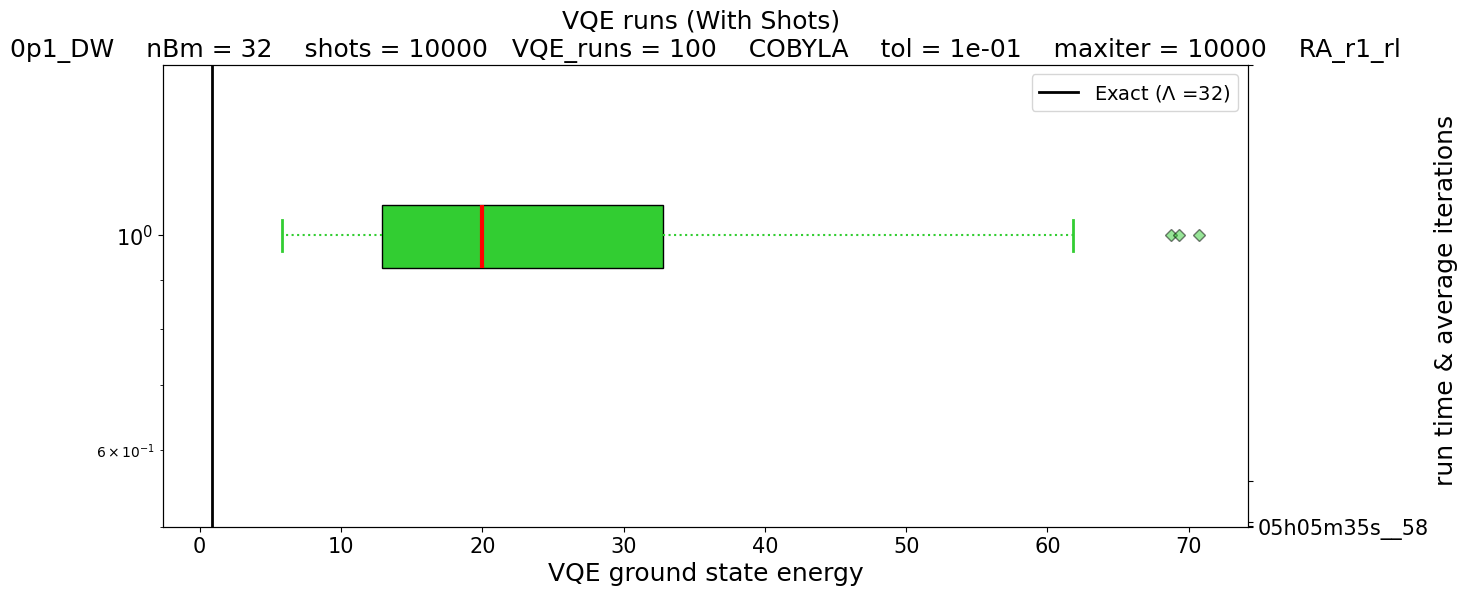 VQE runs (With Shots)
0p1_DW nBm = 32 shots = 10000 VQE_runs = 100 COBYLA tol = 1e-01 maxiter = 10000 RA_r1_rl
Exact (Λ =32)
10⁰
6 × 10⁻¹
run time & average iterations
05h05m35s__58
0 10 20 30 40 50 60 70
VQE ground state energy